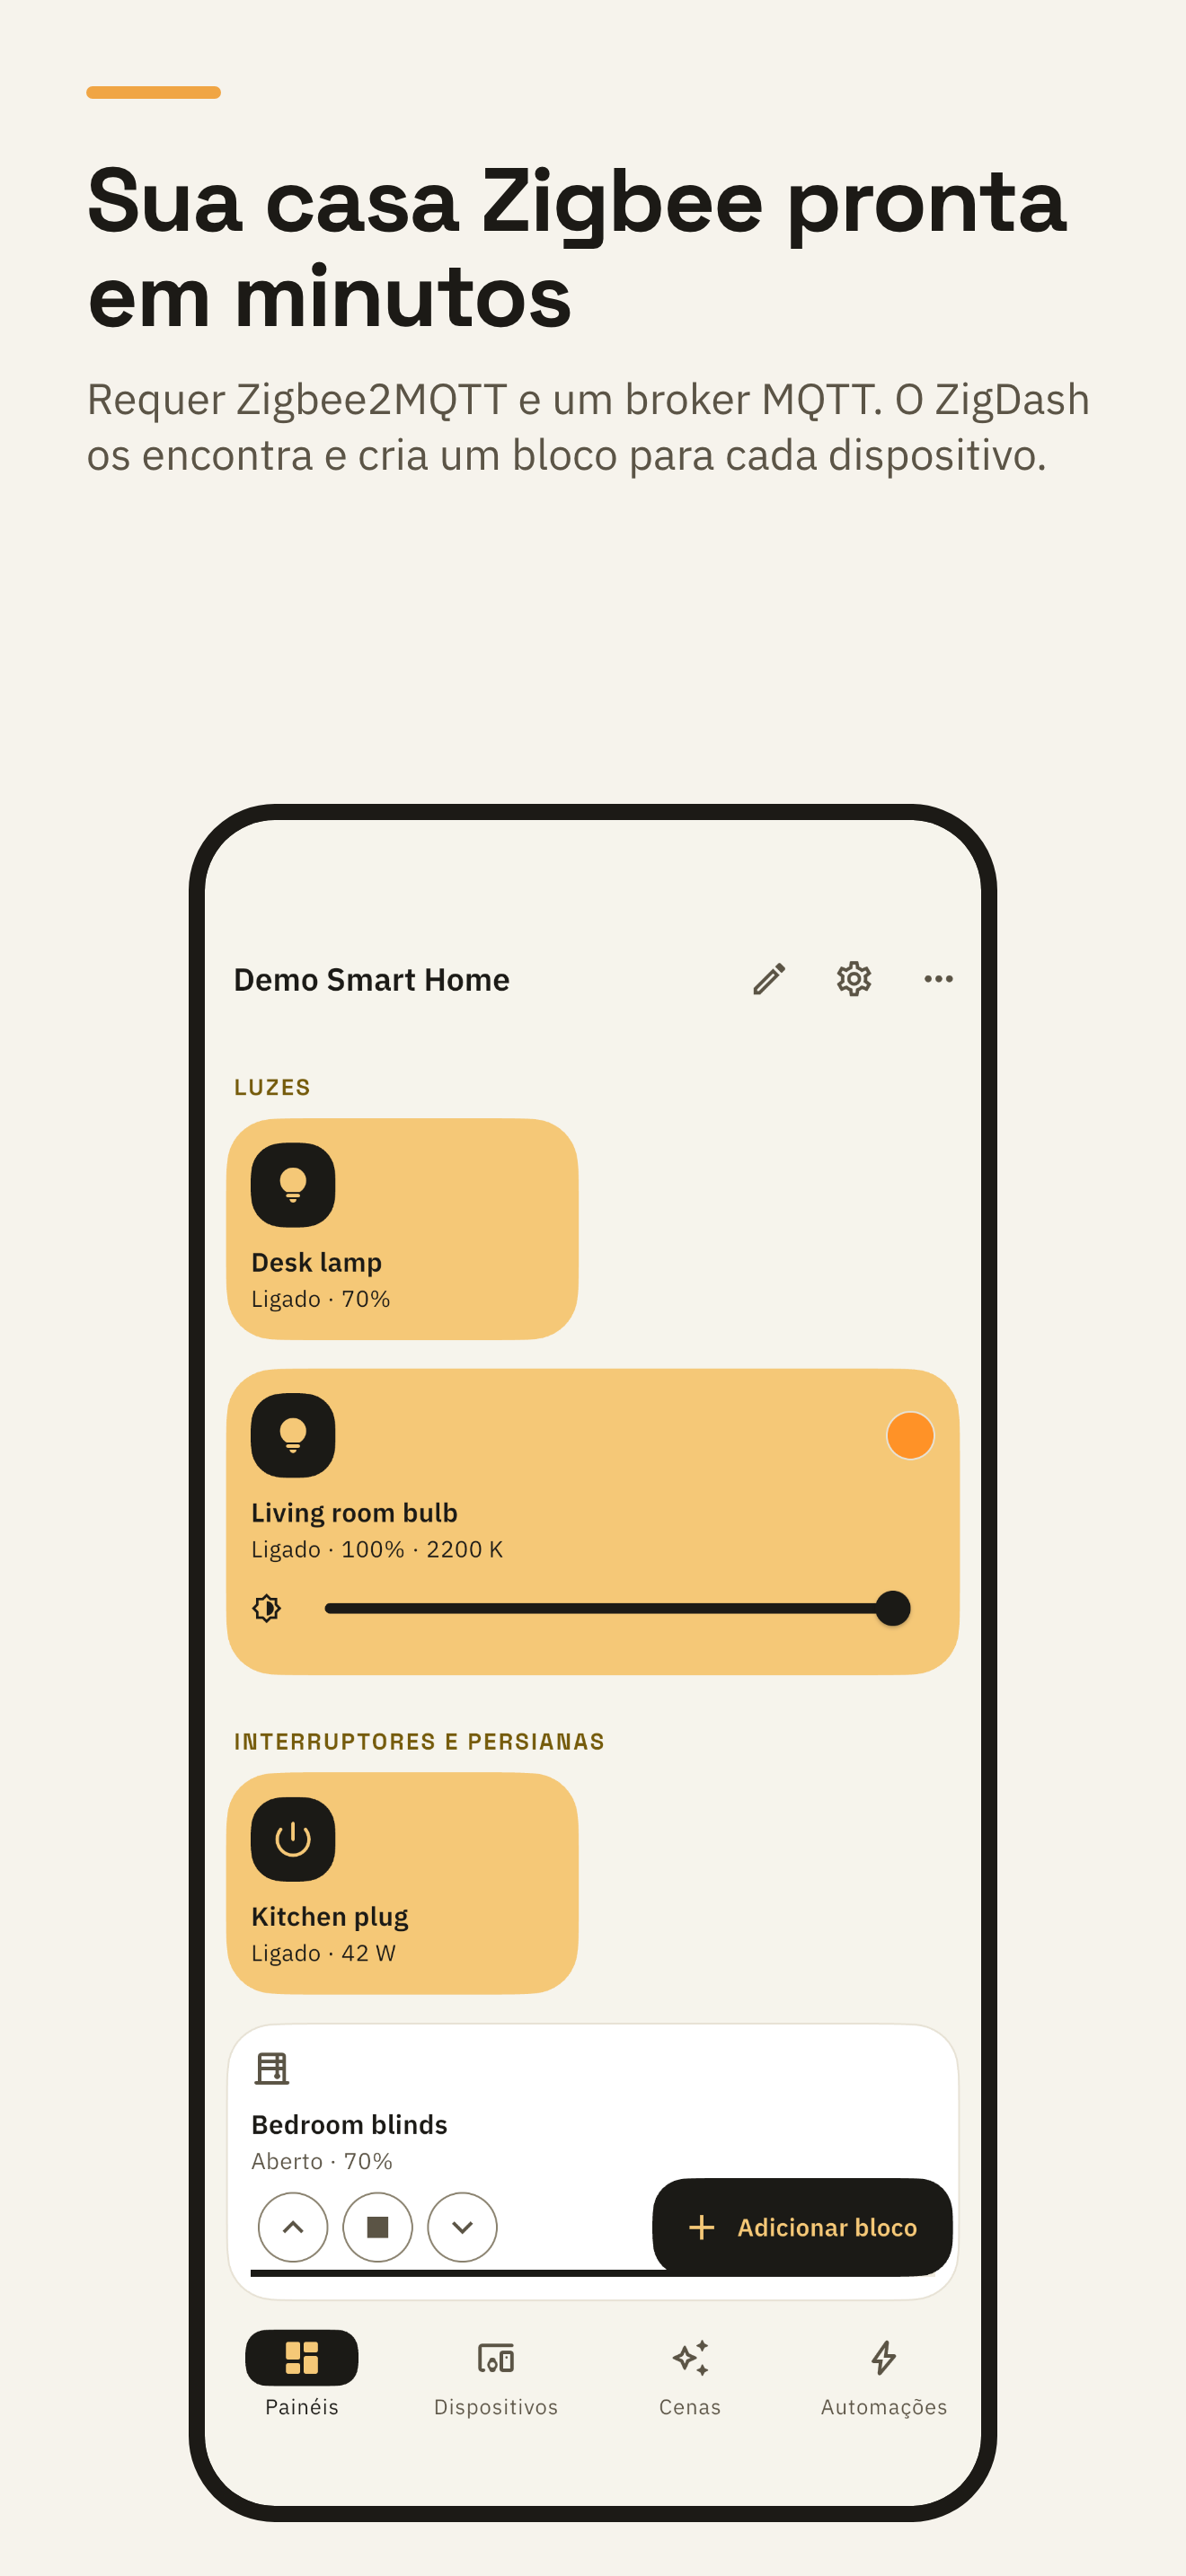 Sua casa Zigbee pronta
em minutos
Requer Zigbee2MQTT e um broker MQTT. O ZigDash
os encontra e cria um bloco para cada dispositivo.
Demo Smart Home
LUZES
Desk lamp
Ligado · 70%
Living room bulb
Ligado · 100% · 2200 K
INTERRUPTORES E PERSIANAS
Kitchen plug
Ligado · 42 W
Bedroom blinds
Aberto · 70%
Adicionar bloco
Painéis
Dispositivos
Cenas
Automações